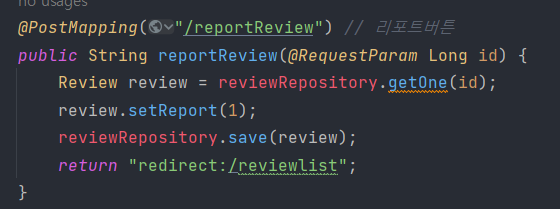 no usages
@PostMapping("/reportReview") // 리포트버튼
public String reportReview(@RequestParam Long id) {
Review review = reviewRepository.getOne(id);
review.setReport(1);
reviewRepository.save(review);
return "redirect:/reviewlist";
}